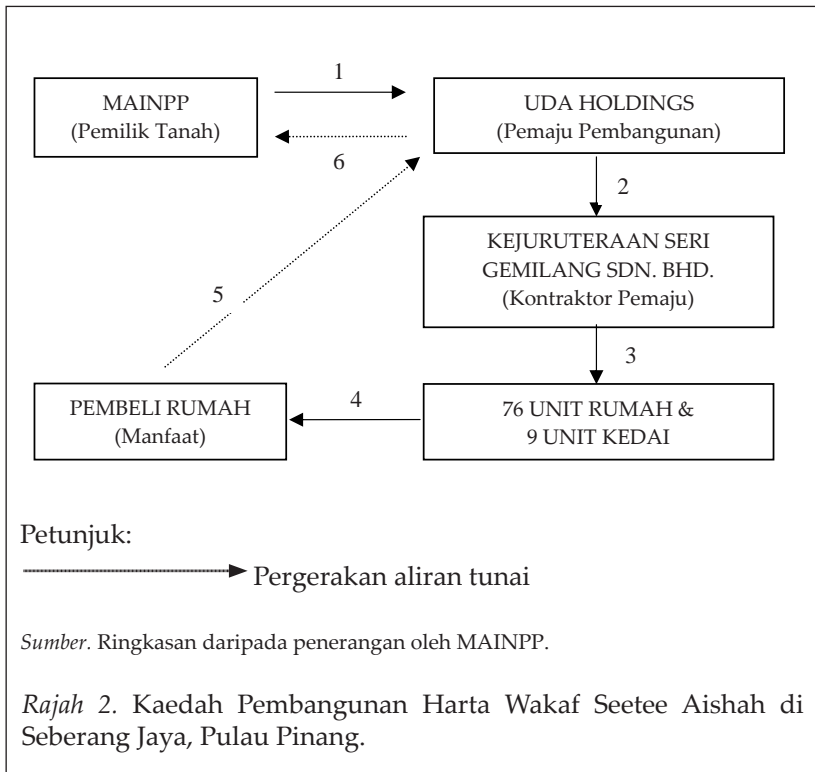 1
MAINPP
(Pemilik Tanah)
UDA HOLDINGS
(Pemaju Pembangunan)
6
2
KEJURUTERAAN SERI
GEMILANG SDN. BHD.
(Kontraktor Pemaju)
5
3
PEMBELI RUMAH
(Manfaat)
4
76 UNIT RUMAH &
9 UNIT KEDAI
Petunjuk:
Pergerakan aliran tunai
Sumber. Ringkasan daripada penerangan oleh MAINPP.
Rajah 2. Kaedah Pembangunan Harta Wakaf Seetee Aishah di
Seberang Jaya, Pulau Pinang.